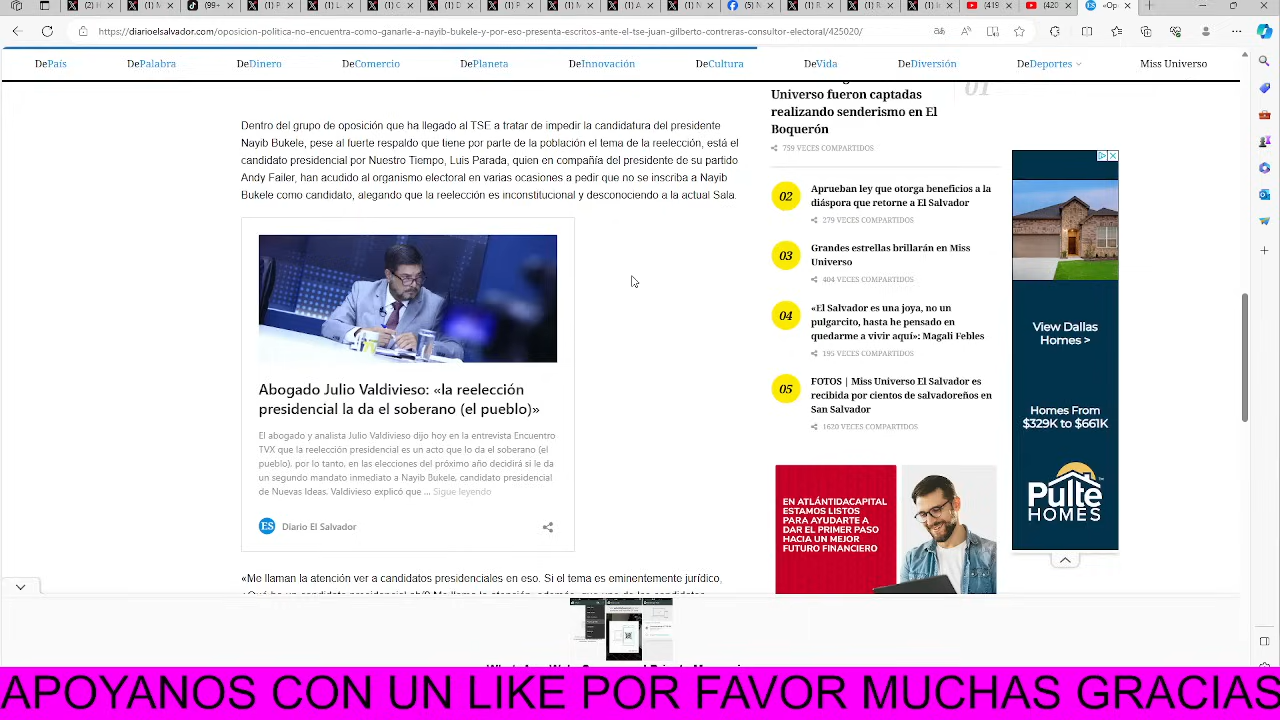 https://diarioelsalvador.com/oposicion-politica-no-encuentra-como-ganarle-a-nayib-bukele-y-por-eso-presenta-escritos-ante-el-tse-juan-gilberto-contreras-consultor-electoral/425020/
DePaís DePalabra DeDinero DeComercio DePlaneta DeInnovación DeCultura DeVida DeDiversión DeDeportes Miss Universo
Dentro del grupo de oposición que ha llegado al TSE a tratar de impedir la candidatura del presidente
Nayib Bukele, pese al fuerte respaldo que tiene por parte de la población el tema de la reelección, está el
candidato presidencial por Nuestro Tiempo, Luis Parada, quien en compañía del presidente de su partido
Andy Failer, han acudido al organismo electoral en varias ocasiones a pedir que no se inscriba a Nayib
Bukele como candidato, alegando que la reelección es inconstitucional y desconociendo a la actual Sala.
Abogado Julio Valdivieso: «la reelección
presidencial la da el soberano (el pueblo)»
El abogado y analista Julio Valdivieso dijo hoy en la entrevista Encuentro
TVX que la reelección presidencial es un acto que lo da el soberano (el
pueblo), por lo tanto, en las elecciones del próximo año decidirá si le da
un segundo mandato inmediato a Nayib Bukele, candidato presidencial
de Nuevas Ideas. Valdivieso explicó que ... Sigue leyendo
ES Diario El Salvador
«Me llaman la atención ver a candidatos presidenciales en eso. Si el tema es eminentemente jurídico,
Universo fueron captadas
realizando senderismo en El
Boquerón
01
759 VECES COMPARTIDOS
02
Aprueban ley que otorga beneficios a la
diáspora que retorne a El Salvador
279 VECES COMPARTIDOS
03
Grandes estrellas brillarán en Miss
Universo
404 VECES COMPARTIDOS
04
«El Salvador es una joya, no un
pulgarcito, hasta he pensado en
quedarme a vivir aquí»: Magali Febles
195 VECES COMPARTIDOS
05
FOTOS | Miss Universo El Salvador es
recibida por cientos de salvadoreños en
San Salvador
1620 VECES COMPARTIDOS
EN ATLÁNTIDACAPITAL
ESTAMOS LISTOS
PARA AYUDARTE A
DAR EL PRIMER PASO
HACIA UN MEJOR
FUTURO FINANCIERO
View Dallas
Homes >
Homes From
$329K to $661K
Pulte
HOMES
APOYANOS CON UN LIKE POR FAVOR MUCHAS GRACIAS